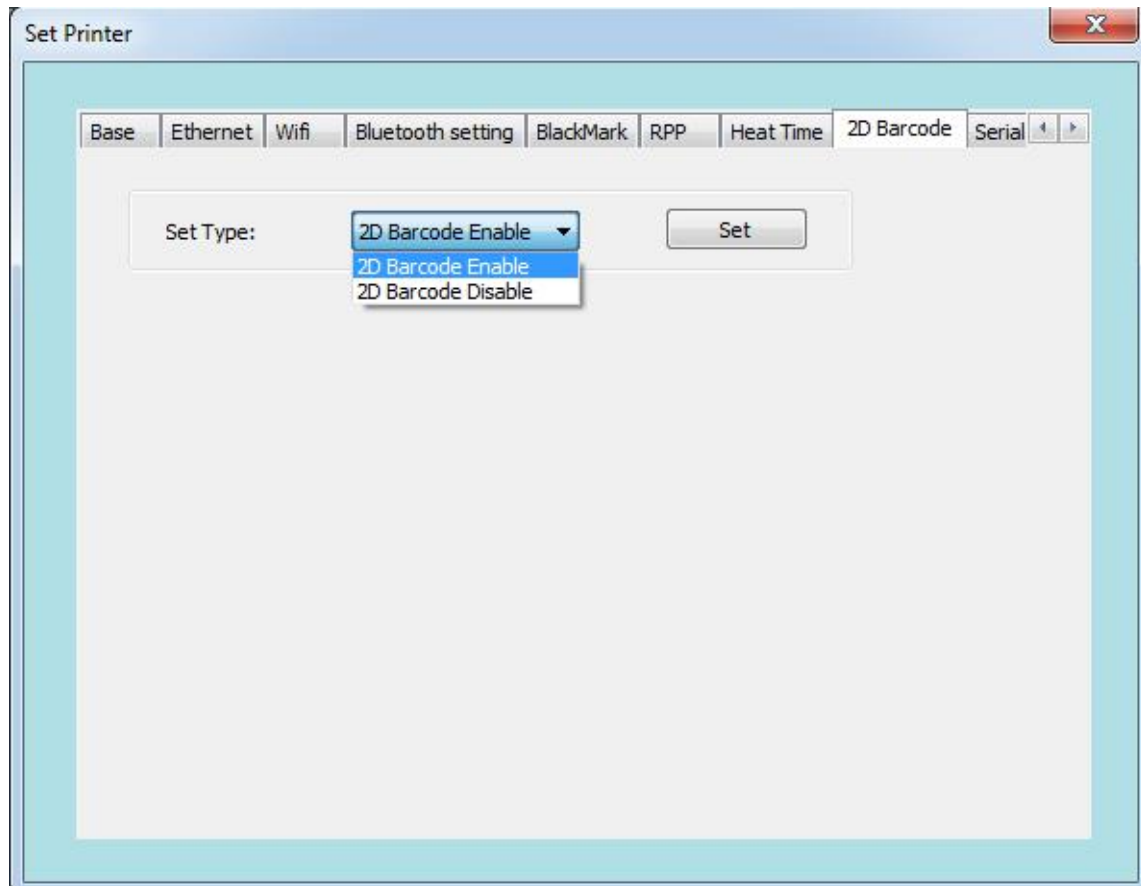 Set Printer
Base Ethernet Wifi Bluetooth setting BlackMark RPP Heat Time 2D Barcode Serial
Set Type: 2D Barcode Enable Set
2D Barcode Enable
2D Barcode Disable